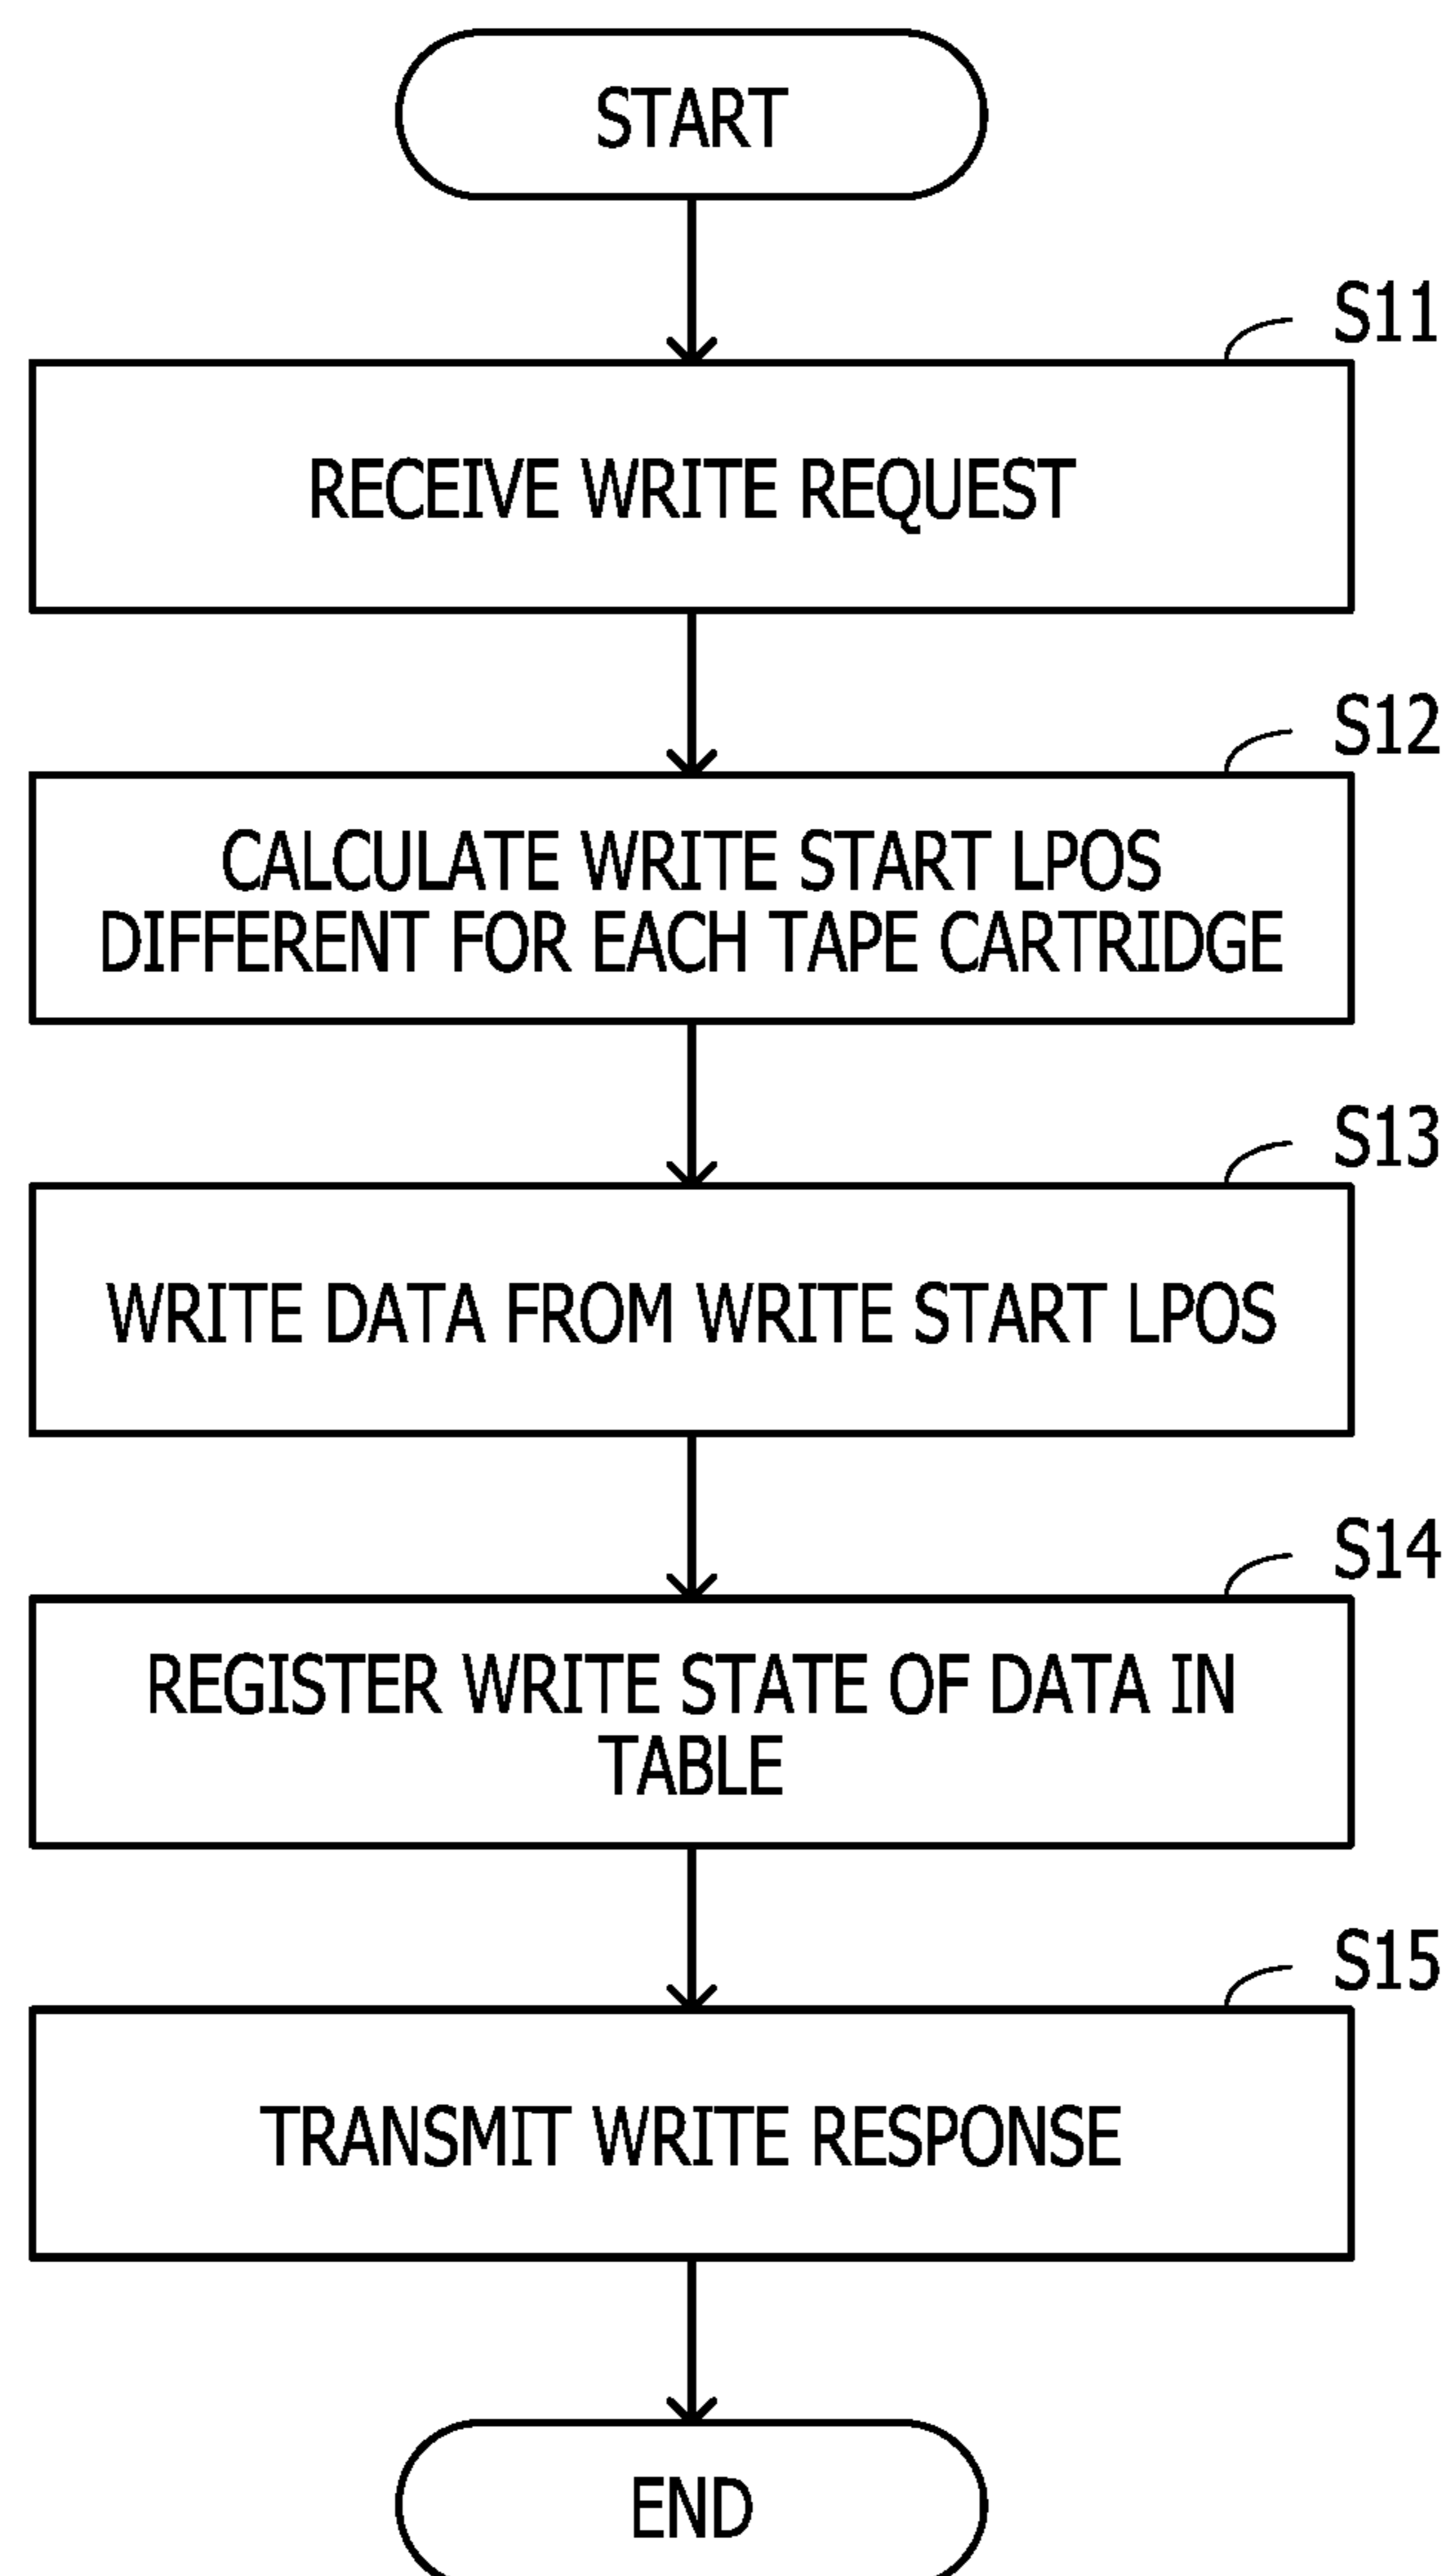 START
S11
RECEIVE WRITE REQUEST
S12
CALCULATE WRITE START LPOS
DIFFERENT FOR EACH TAPE CARTRIDGE
S13
WRITE DATA FROM WRITE START LPOS
S14
REGISTER WRITE STATE OF DATA IN
TABLE
S15
TRANSMIT WRITE RESPONSE
END